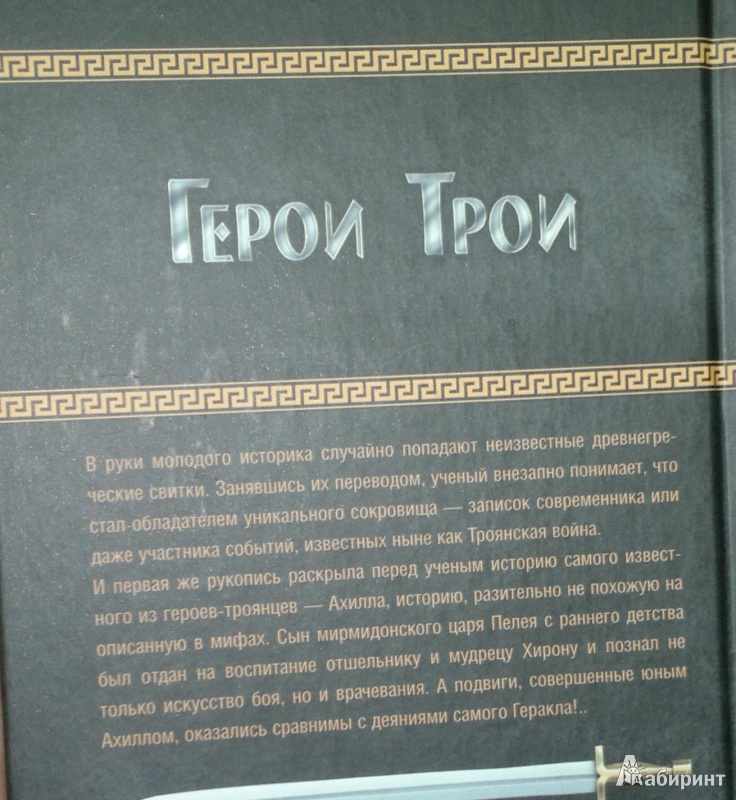 Герои Трои
В руки молодого историка случайно попадают неизвестные древнегре-
ческие свитки. Занявшись их переводом, ученый внезапно понимает, что
стал обладателем уникального сокровища — записок современника или
даже участника событий, известных ныне как Троянская война.
И первая же рукопись раскрыла перед ученым историю самого извест-
ного из героев-троянцев — Ахилла, историю, разительно не похожую на
описанную в мифах. Сын мирмидонского царя Пелея с раннего детства
был отдан на воспитание отшельнику и мудрецу Хирону и познал не
только искусство боя, но и врачевания. А подвиги, совершенные юным
Ахиллом, оказались сравнимы с деяниями самого Геракла!..
Лабиринт